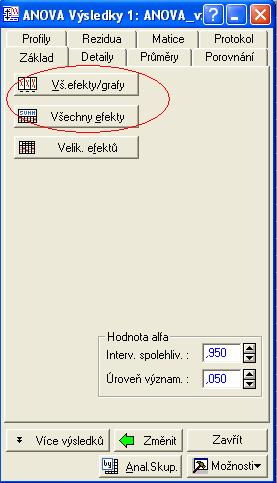 ANOVA Výsledky 1: ANOVA_v
Profily Rezidua Matice Protokol
Základ Detaily Průměry Porovnání
Vš.efekty/grafy
Všechny efekty
Velik. efektů
Hodnota alfa
Interv. spolehliv. : ,950
Úroveň význam. : ,050
Více výsledků Změnit Zavřít
Anal.Skup. Možnosti